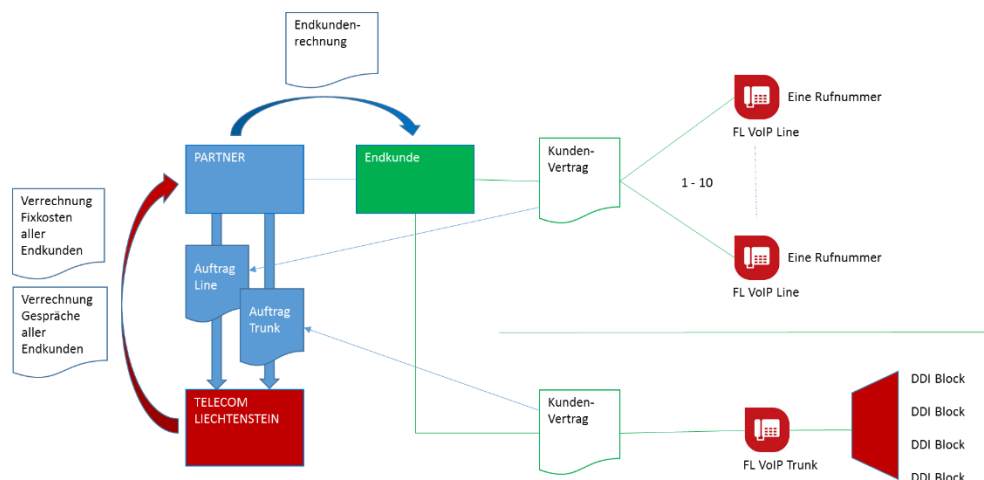 Endkunden-
rechnung
PARTNER
Endkunde
Kunden-
Vertrag
Eine Rufnummer
FL VoIP Line
1 - 10
Eine Rufnummer
FL VoIP Line
Verrechnung
Fixkosten
aller
Endkunden
Verrechnung
Gespräche
aller
Endkunden
Auftrag
Line
Auftrag
Trunk
TELECOM
LIECHTENSTEIN
Kunden-
Vertrag
FL VoIP Trunk
DDI Block
DDI Block
DDI Block
DDI Block